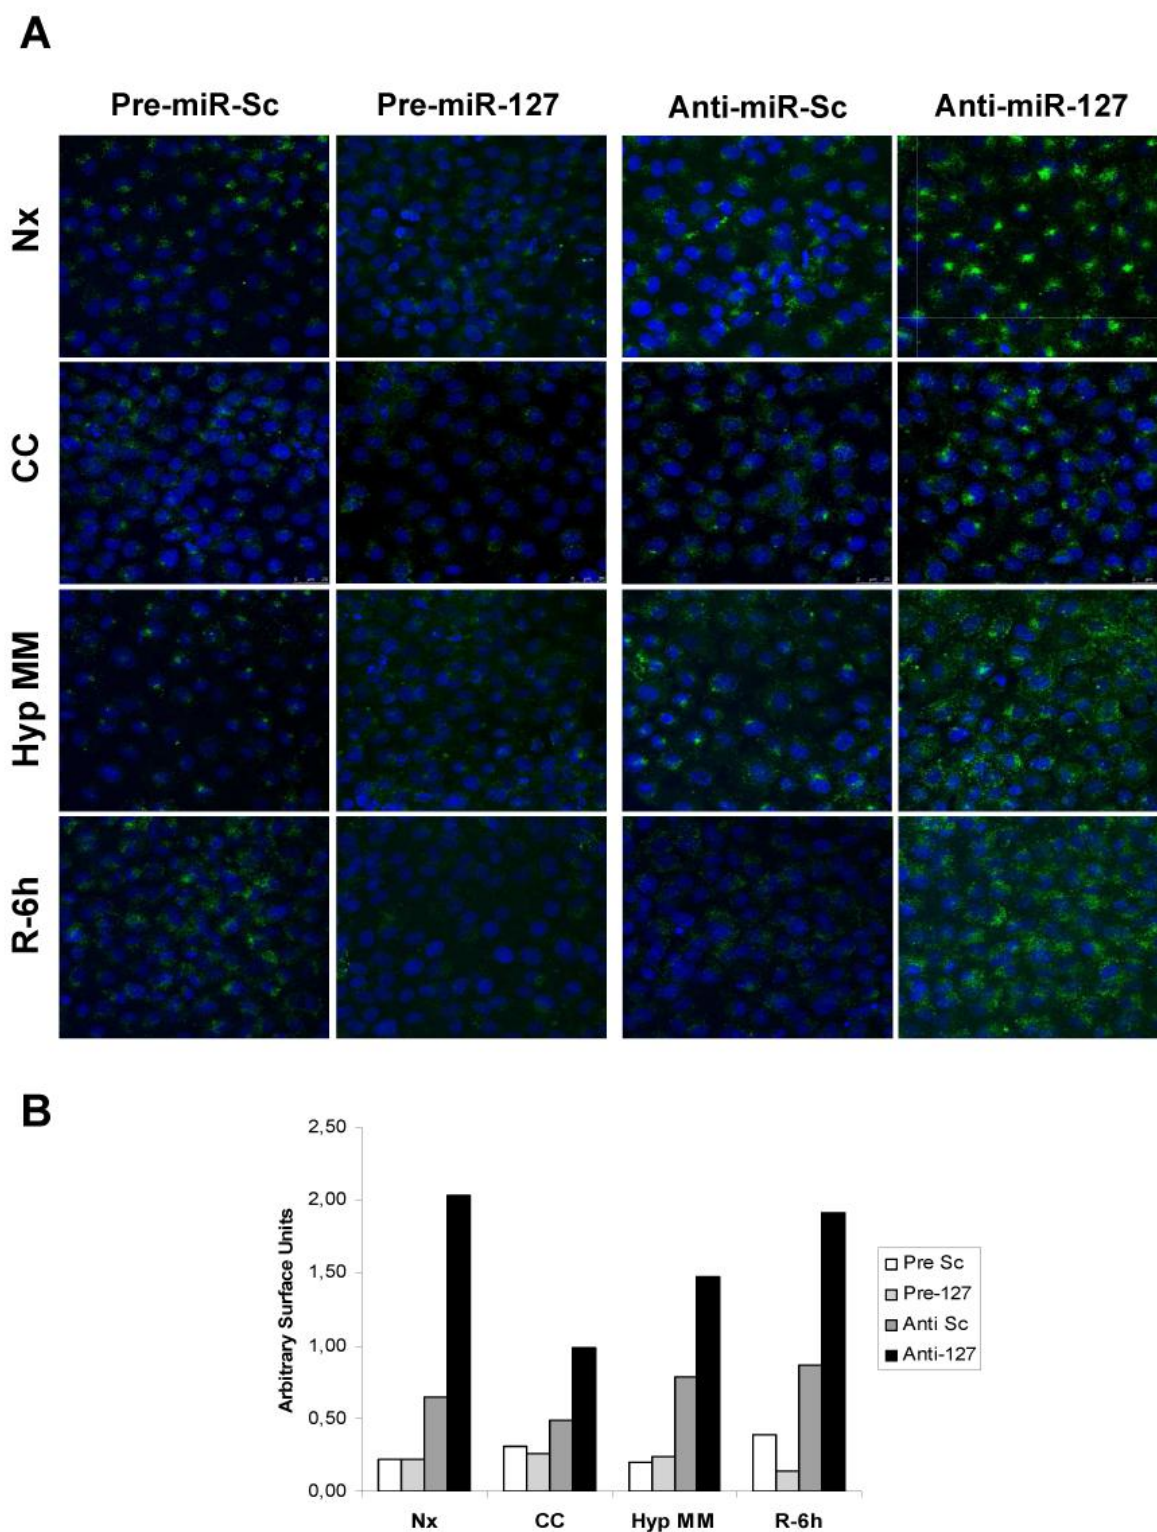 A
Pre-miR-Sc Pre-miR-127 Anti-miR-Sc Anti-miR-127
Nx
CC
Hyp MM
R-6h
B
2,50
2,00
1,50
1,00
0,50
0,00
Arbitrary Surface Units
Nx CC Hyp MM R-6h
Pre Sc
Pre-127
Anti Sc
Anti-127